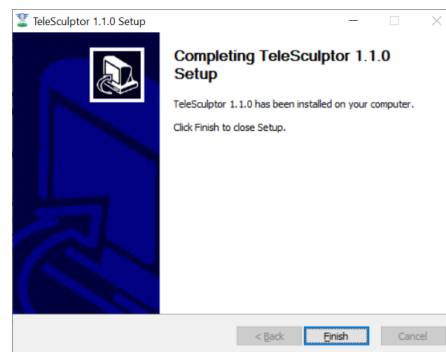 TeleSculptor 1.1.0 Setup
Completing TeleSculptor 1.1.0
Setup
TeleSculptor 1.1.0 has been installed on your computer.
Click Finish to close Setup.
< Back
Finish
Cancel